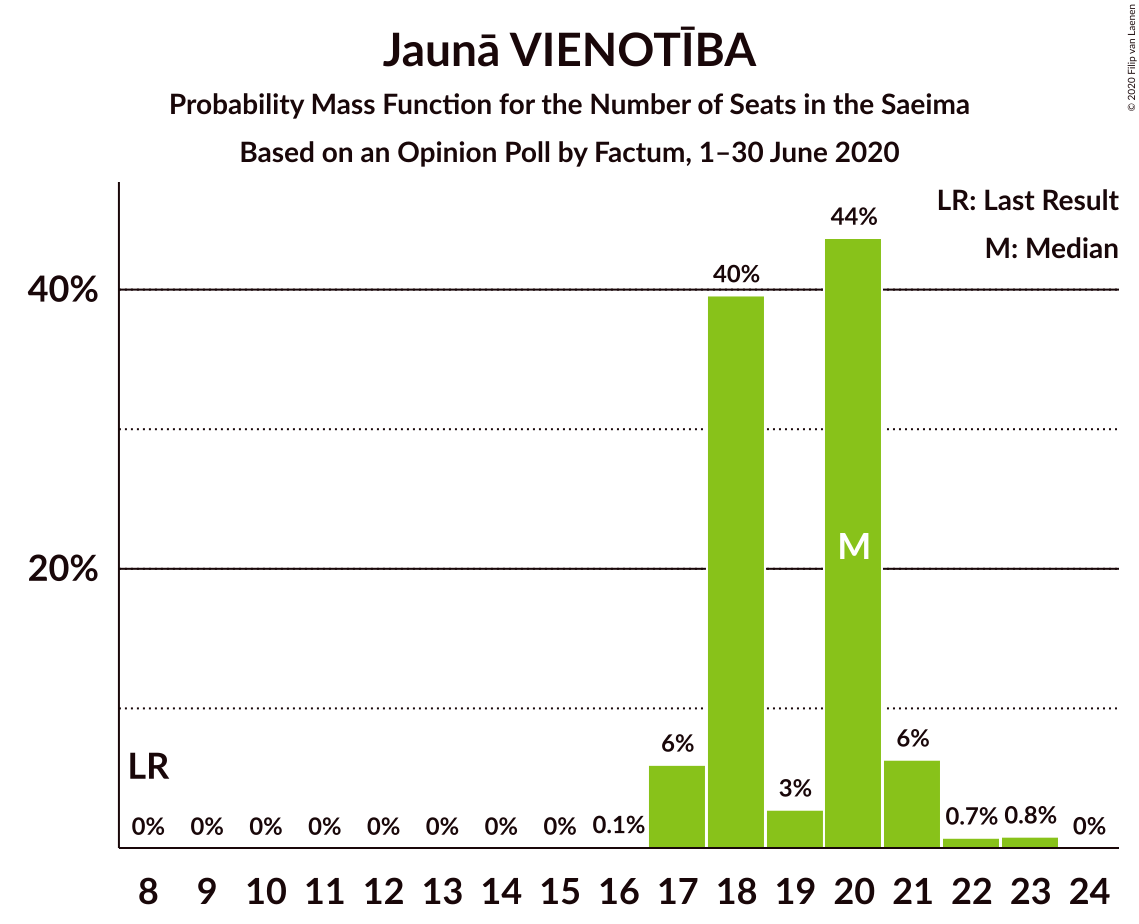 Jaunā VIENOTĪBA
Probability Mass Function for the Number of Seats in the Saeima
Based on an Opinion Poll by Factum, 1–30 June 2020
© 2020 Filip van Laenen
LR: Last Result
M: Median
40%
20%
44%
40%
M
LR
0% 0% 0% 0% 0% 0% 0% 0% 0.1% 6% 3% 6% 0.7% 0.8% 0%
8 9 10 11 12 13 14 15 16 17 18 19 20 21 22 23 24